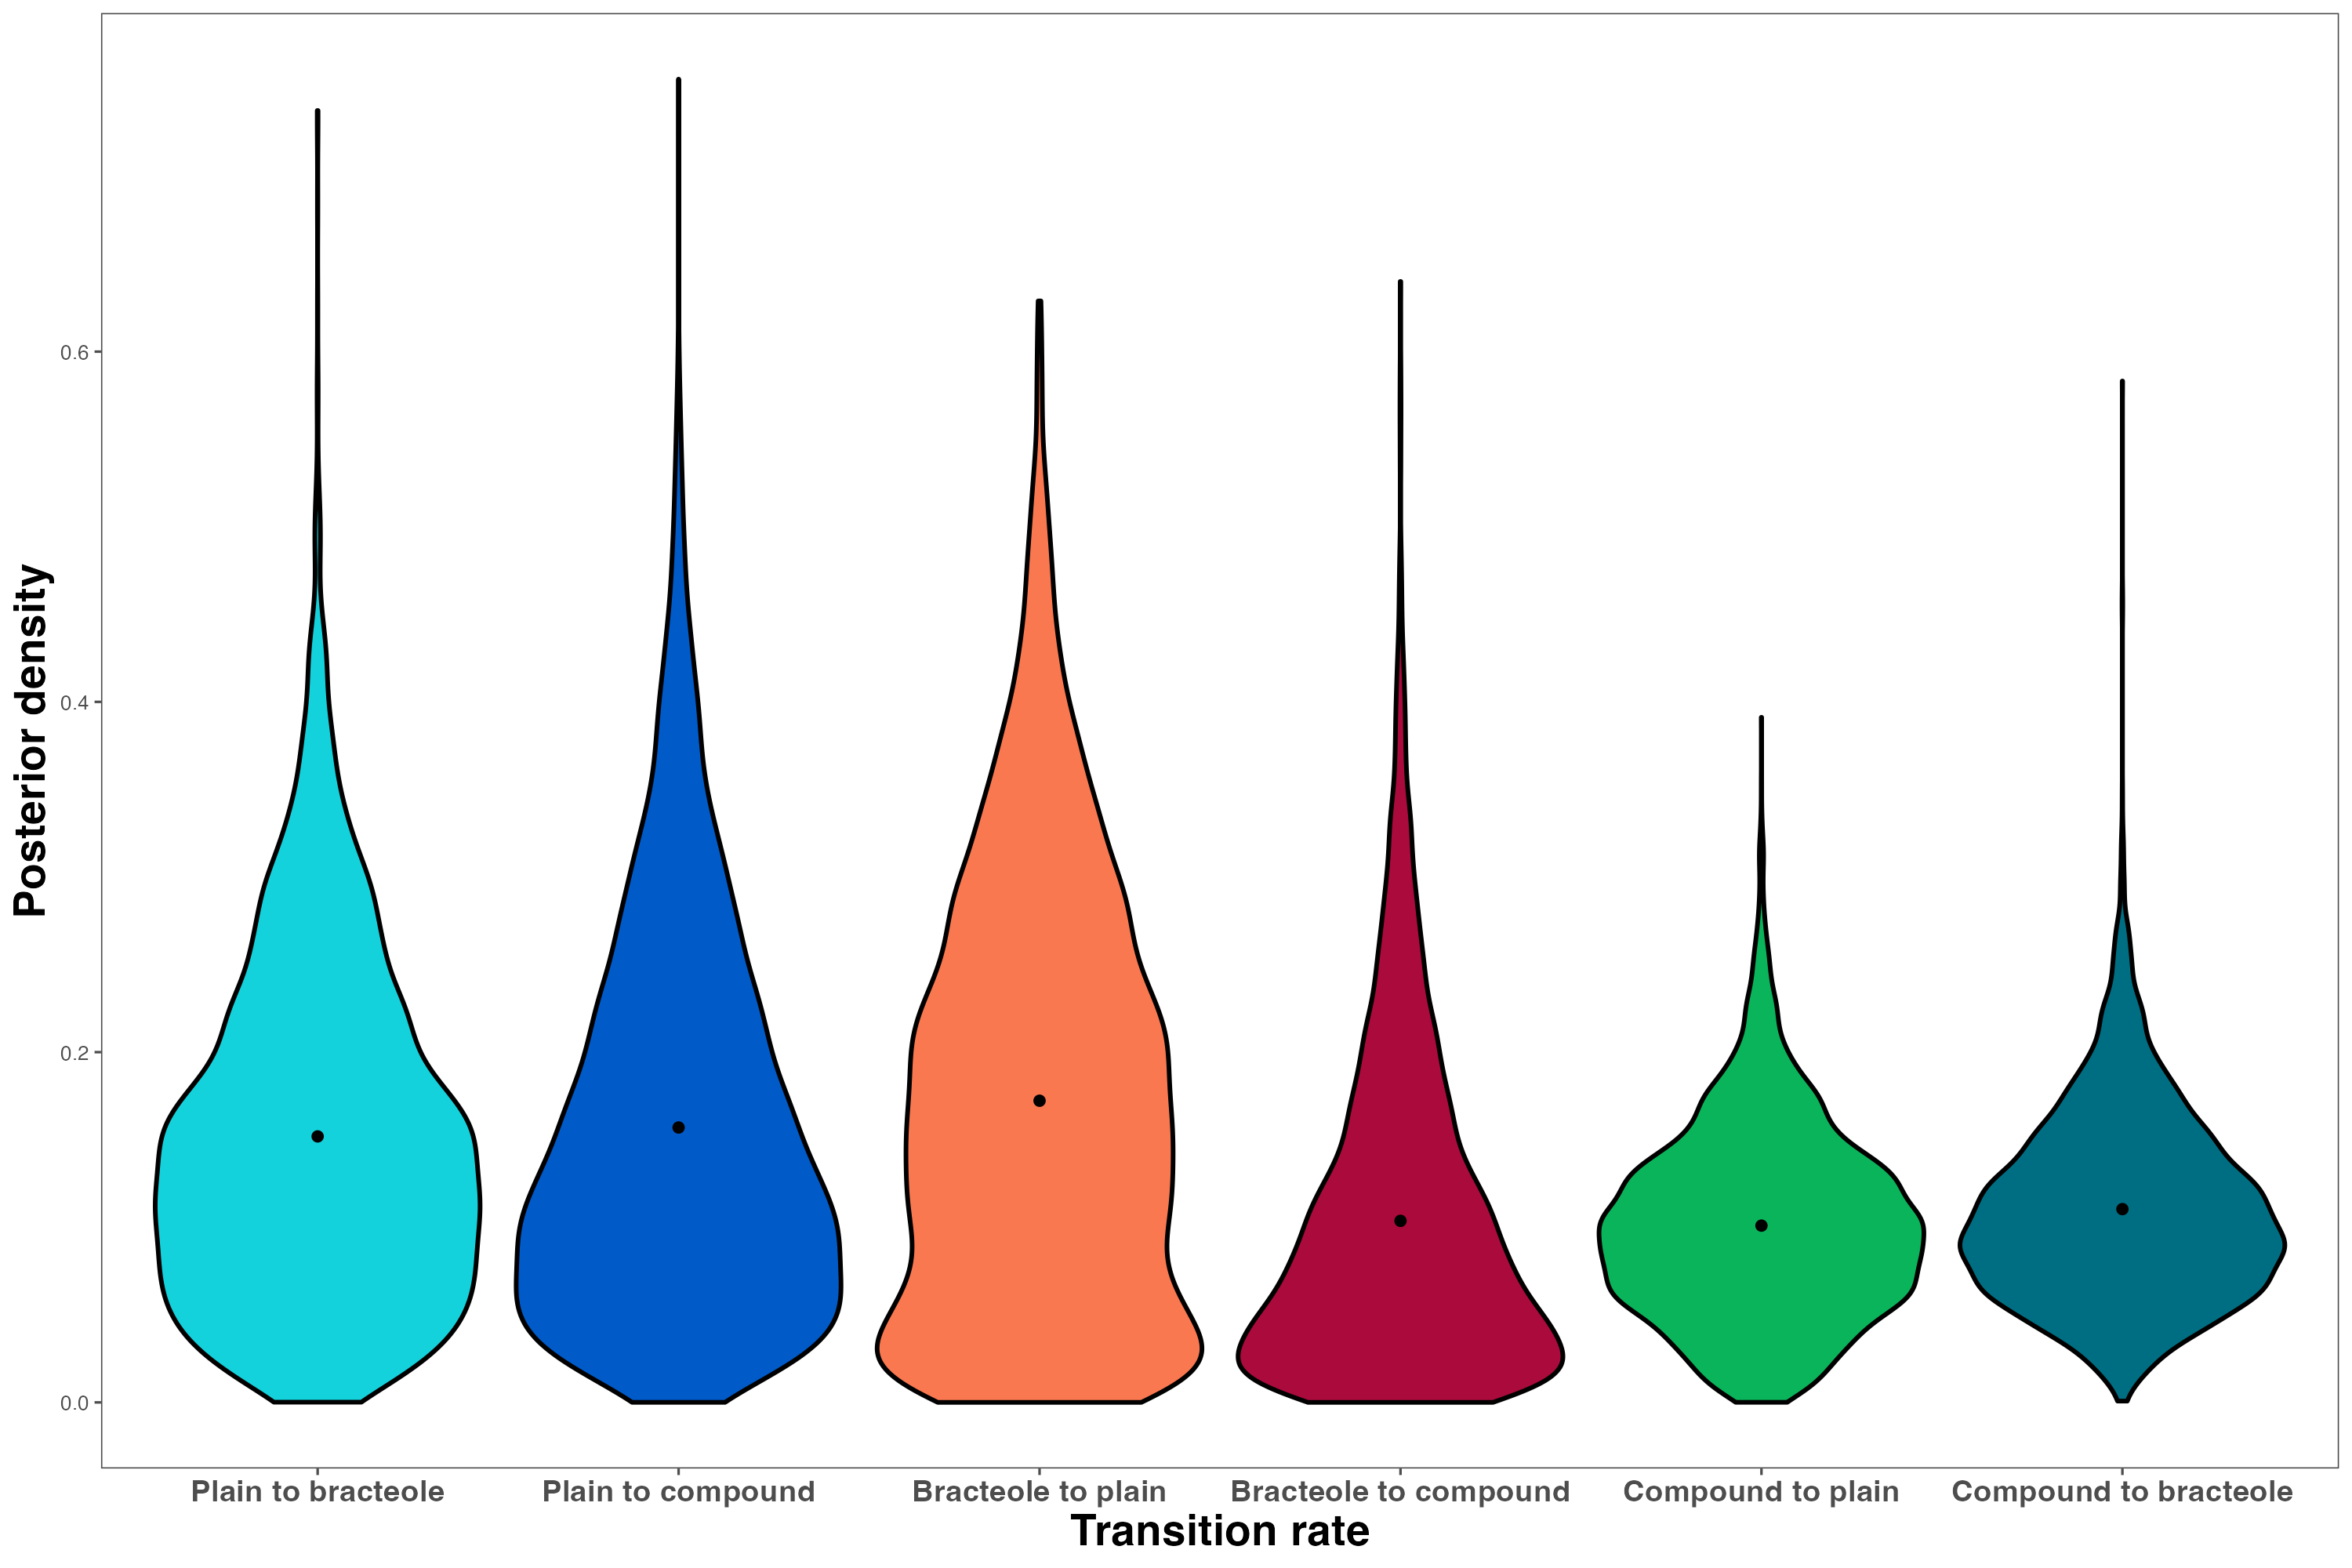 Posterior density
0.6
0.4
0.2
0.0
Plain to bracteole
Plain to compound
Bracteole to plain
Bracteole to compound
Compound to plain
Compound to bracteole
Transition rate